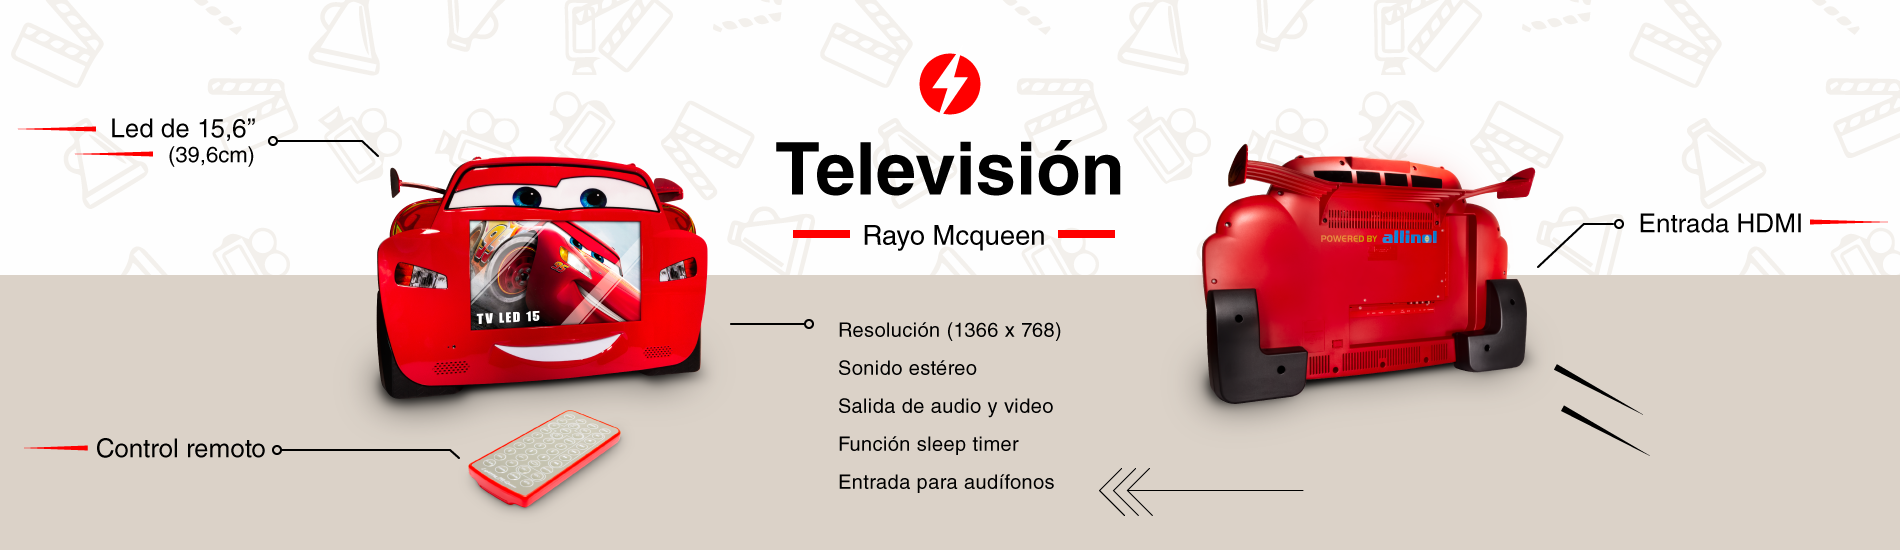 Led de 15,6”
(39,6cm)
Televisión
Rayo Mcqueen
Entrada HDMI
POWERED BY allinol
TV LED 15
Resolución (1366 x 768)
Sonido estéreo
Salida de audio y video
Función sleep timer
Entrada para audífonos
Control remoto